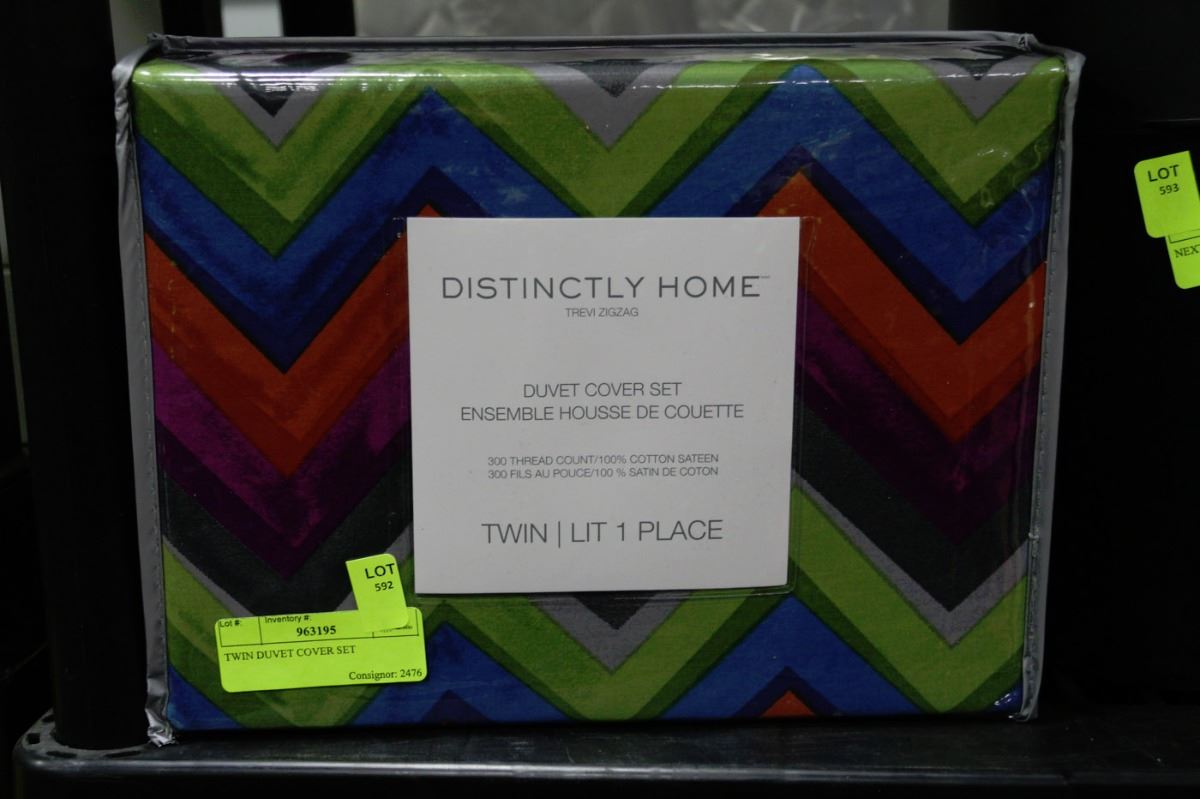 DISTINCTLY HOME™
TREVI ZIGZAG
DUVET COVER SET
ENSEMBLE HOUSSE DE COUETTE
300 THREAD COUNT/100% COTTON SATEEN
300 FILS AU POUCE/100 % SATIN DE COTON
TWIN | LIT 1 PLACE
LOT
592
Lot #:
Inventory #:
963195
TWIN DUVET COVER SET
Consignor: 2476
LOT
593
NEX